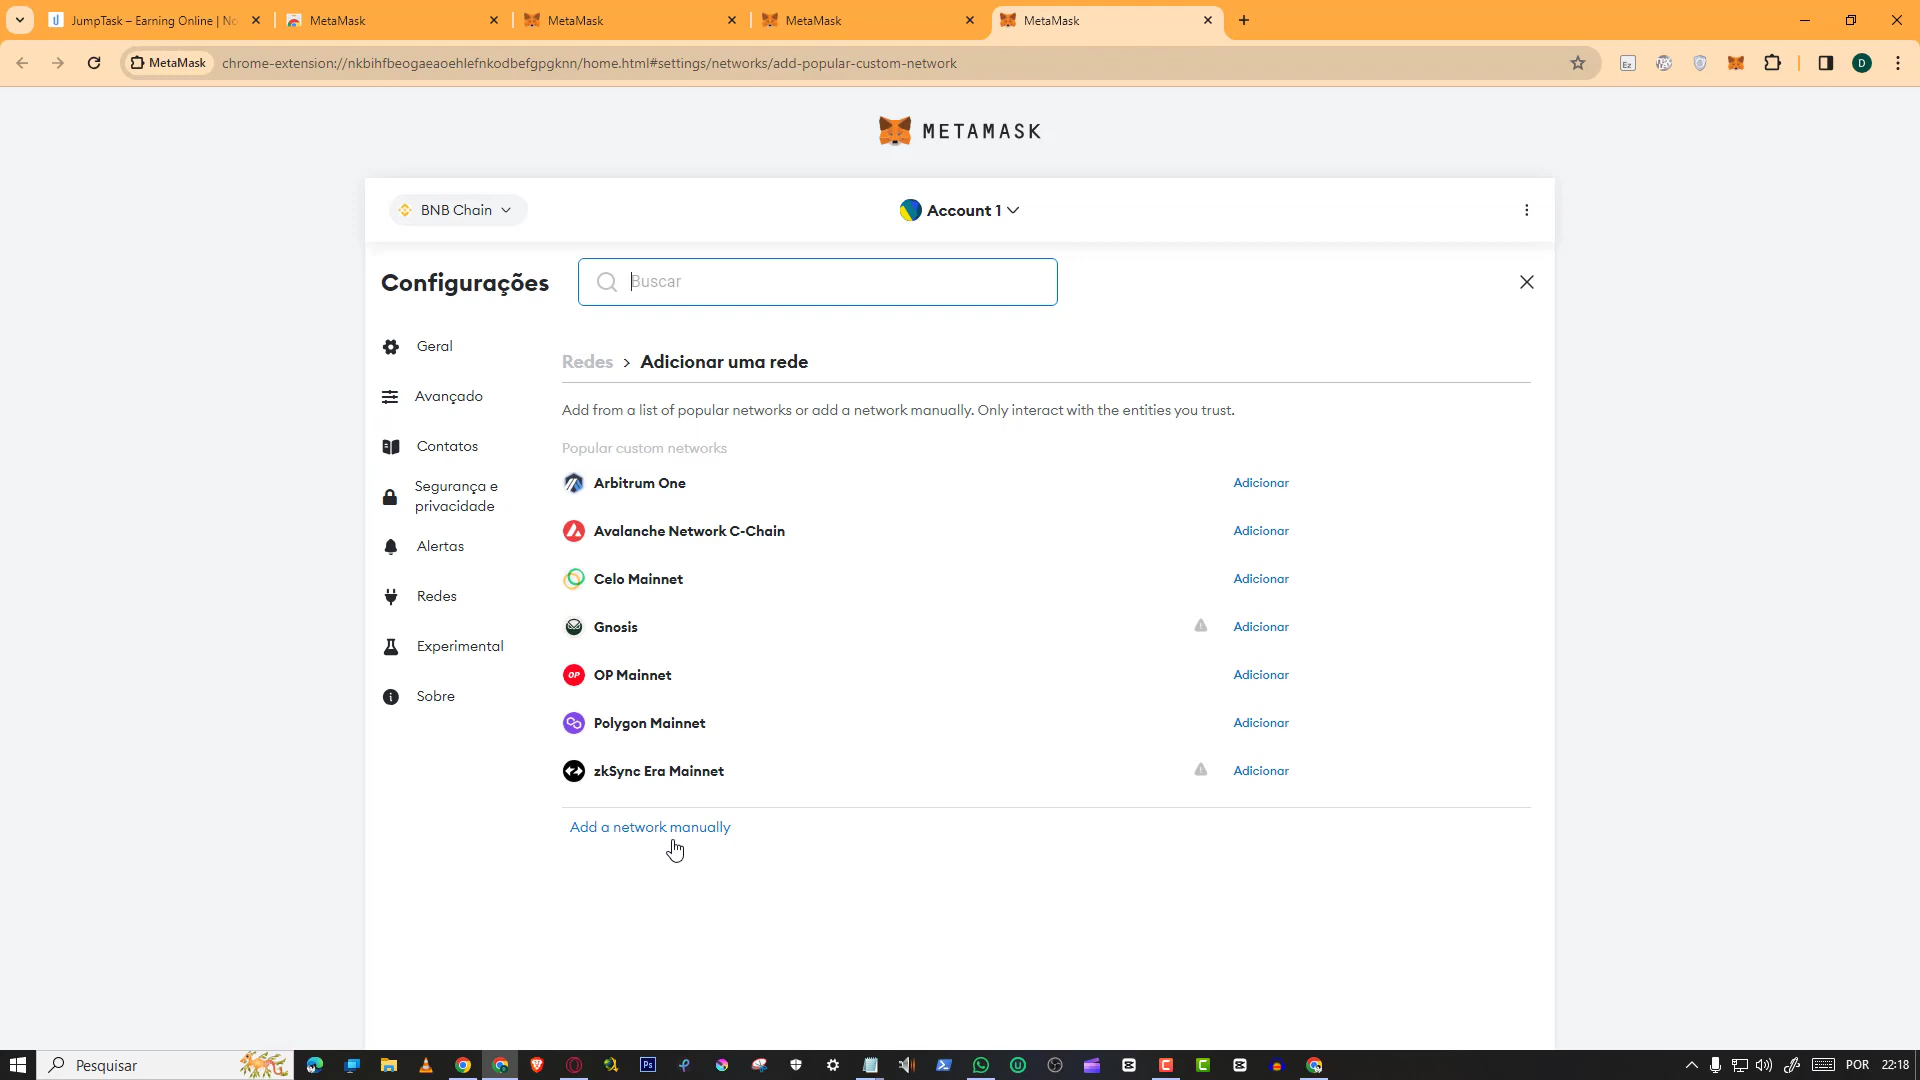 JumpTask – Earning Online | No
MetaMask
MetaMask
MetaMask
MetaMask
MetaMask
chrome-extension://nkbihfbeogaeaoehlefnkodbefgpgknn/home.html#settings/networks/add-popular-custom-network
D
METAMASK
BNB Chain
Account 1
Configurações
Buscar
Geral
Avançado
Contatos
Segurança e
privacidade
Alertas
Redes
Experimental
Sobre
Redes > Adicionar uma rede
Add from a list of popular networks or add a network manually. Only interact with the entities you trust.
Popular custom networks
Arbitrum One
Adicionar
Avalanche Network C-Chain
Adicionar
Celo Mainnet
Adicionar
Gnosis
Adicionar
OP
OP Mainnet
Adicionar
Polygon Mainnet
Adicionar
zkSync Era Mainnet
Adicionar
Add a network manually
Pesquisar
Ps
POR
22:18